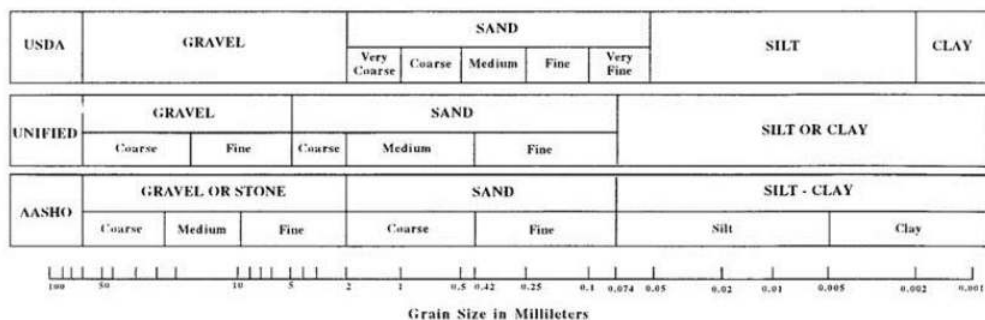 USDA GRAVEL SAND SILT CLAY
Very Coarse Coarse Medium Fine Very Fine
UNIFIED GRAVEL SAND SILT OR CLAY
Coarse Fine Coarse Medium Fine
AASHO GRAVEL OR STONE SAND SILT - CLAY
Coarse Medium Fine Coarse Fine Silt Clay
100 50 10 5 2 1 0.5 0.42 0.25 0.1 0.074 0.05 0.02 0.01 0.005 0.002 0.001
Grain Size in Millileters